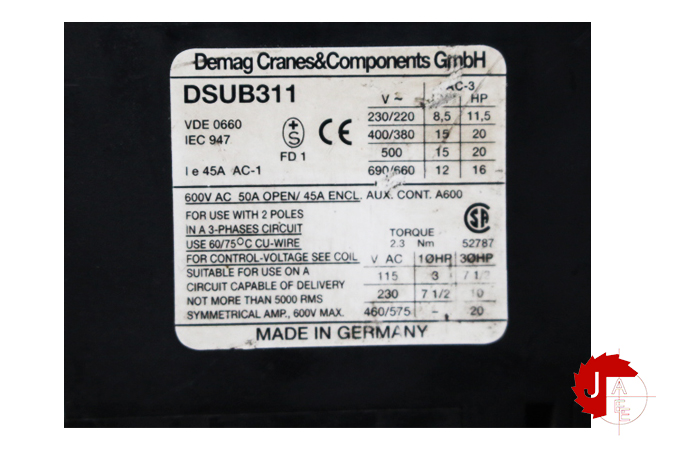 Demag Cranes&Components GmbH
DSUB311
VDE 0660
IEC 947
S
FD 1
CE
I e 45A AC-1
AC-3
V ~ HP
230/220 8,5 11,5
400/380 15 20
500 15 20
690/660 12 16
600V AC 50A OPEN/ 45A ENCL. AUX. CONT. A600
FOR USE WITH 2 POLES
IN A 3-PHASES CIRCUIT
USE 60/75°C CU-WIRE
FOR CONTROL-VOLTAGE SEE COIL
SUITABLE FOR USE ON A
CIRCUIT CAPABLE OF DELIVERY
NOT MORE THAN 5000 RMS
SYMMETRICAL AMP., 600V MAX.
SA
TORQUE
2.3 Nm 52787
V AC 1ØHP 3ØHP
115 3 7 1/2
230 7 1/2 10
460/575 - 20
MADE IN GERMANY
J
A